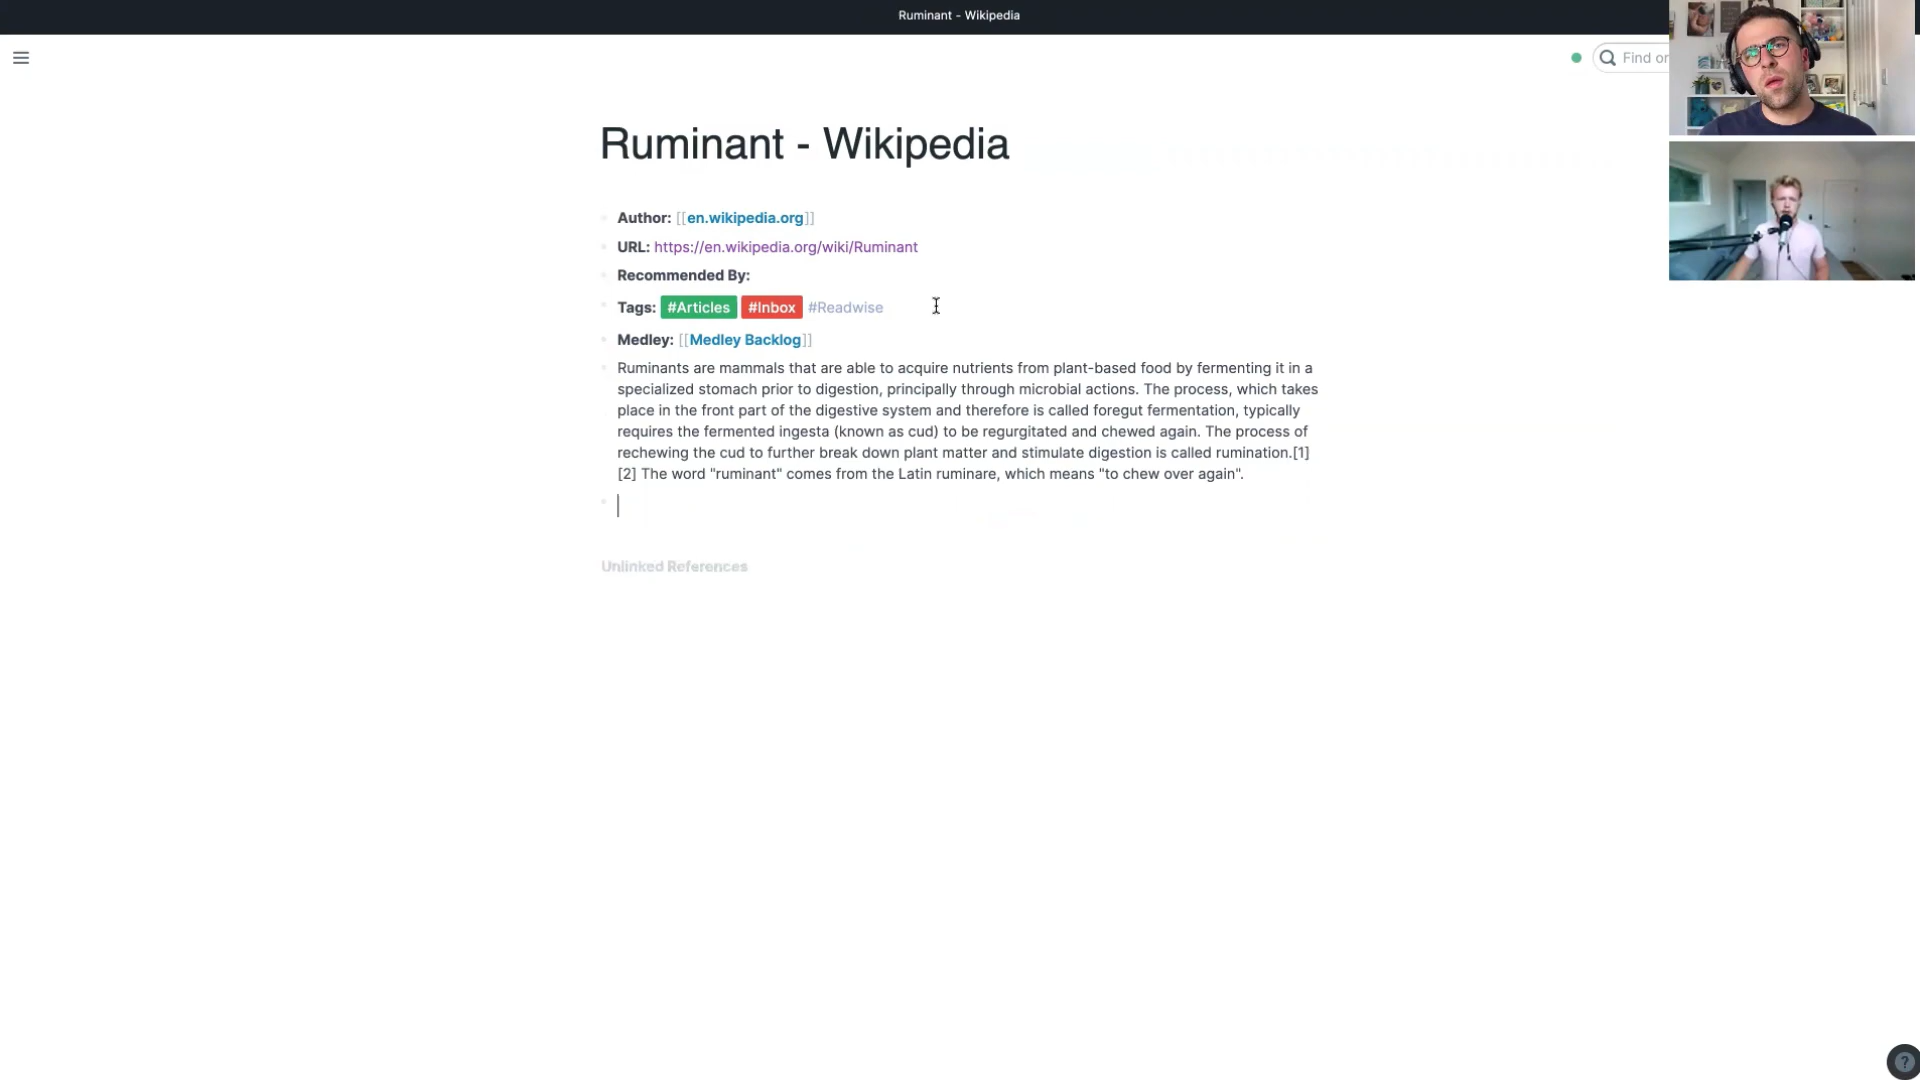 Ruminant - Wikipedia
Find or
Ruminant - Wikipedia
Author: [[en.wikipedia.org]]
URL: https://en.wikipedia.org/wiki/Ruminant
Recommended By:
Tags: #Articles #Inbox #Readwise
Medley: [[Medley Backlog]]
Ruminants are mammals that are able to acquire nutrients from plant-based food by fermenting it in a
specialized stomach prior to digestion, principally through microbial actions. The process, which takes
place in the front part of the digestive system and therefore is called foregut fermentation, typically
requires the fermented ingesta (known as cud) to be regurgitated and chewed again. The process of
rechewing the cud to further break down plant matter and stimulate digestion is called rumination.[1]
[2] The word "ruminant" comes from the Latin ruminare, which means "to chew over again".
Unlinked References
?